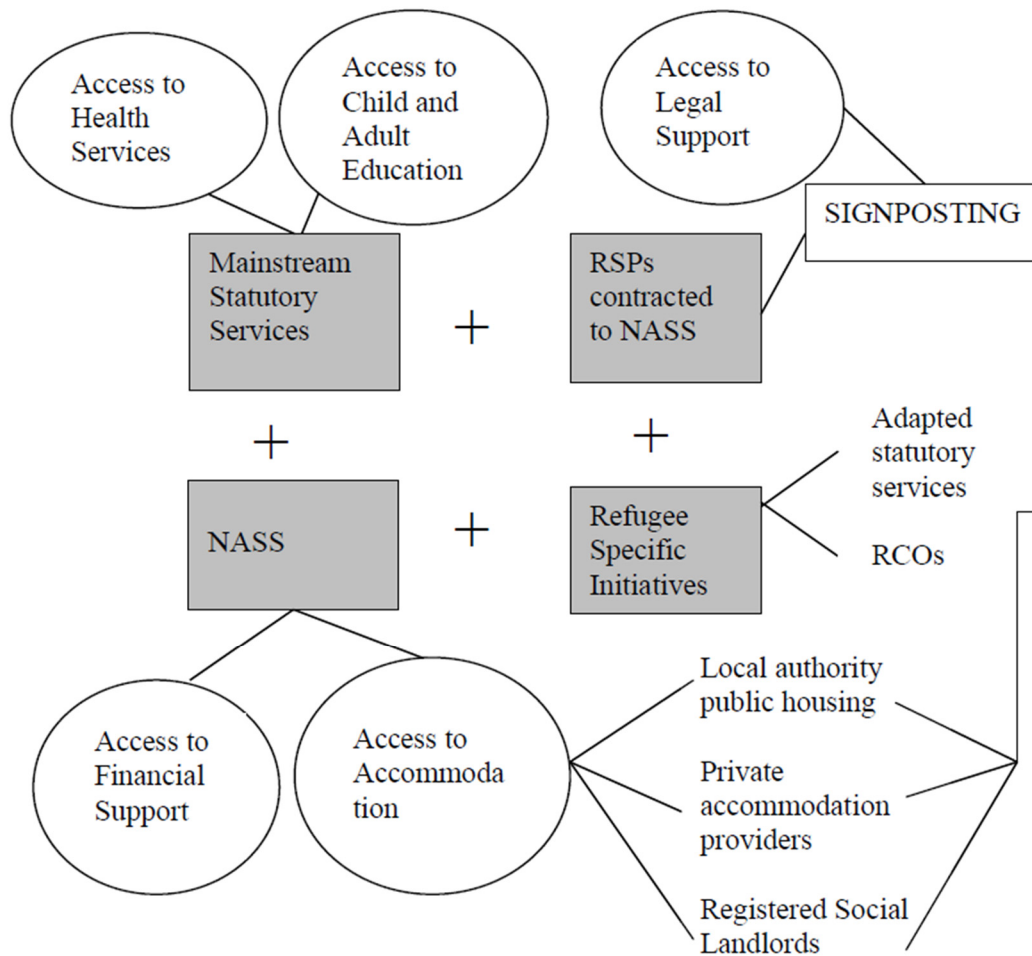 Access to
Health
Services
Access to
Child and
Adult
Education
Access to
Legal
Support
SIGNPOSTING
Mainstream
Statutory
Services
+
RSPs
contracted
to NASS
+
+
Adapted
statutory
services
NASS
+
Refugee
Specific
Initiatives
RCOs
Access to
Financial
Support
Access to
Accommoda
tion
Local authority
public housing
Private
accommodation
providers
Registered Social
Landlords